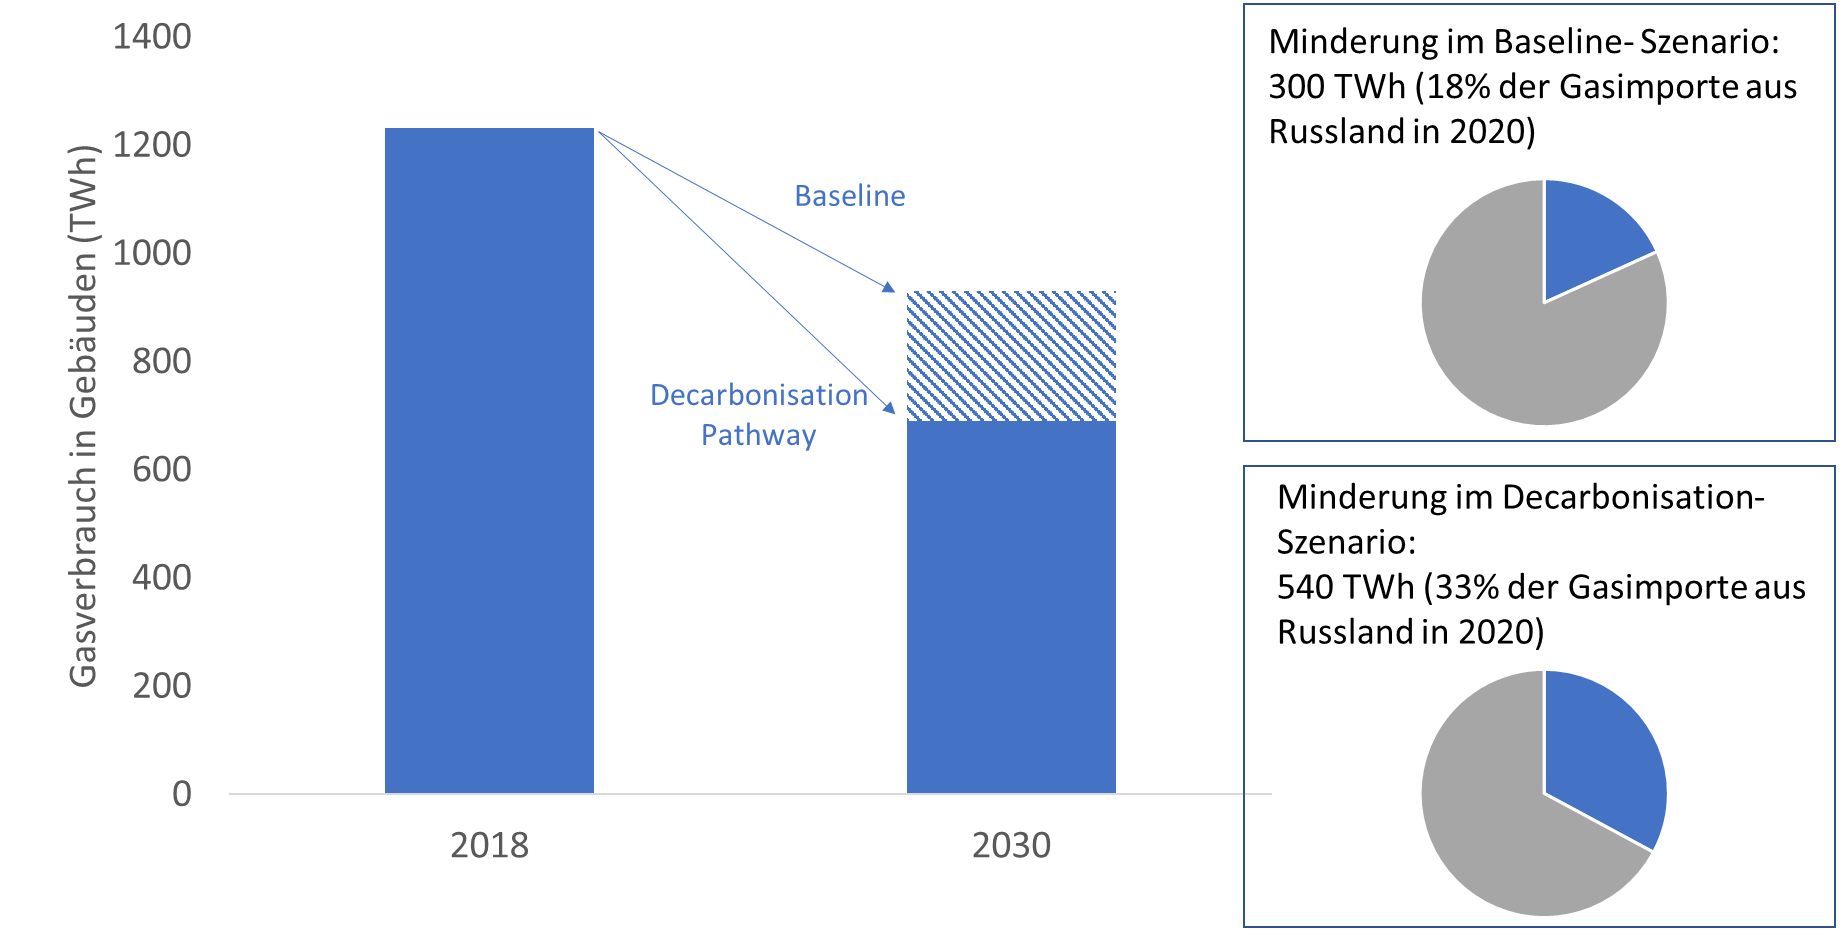 Gasverbrauch in Gebäuden (TWh)
1400
1200
1000
800
600
400
200
0
2018
2030
Baseline
Decarbonisation
Pathway
Minderung im Baseline- Szenario:
300 TWh (18% der Gasimporte aus
Russland in 2020)
Minderung im Decarbonisation-
Szenario:
540 TWh (33% der Gasimporte aus
Russland in 2020)